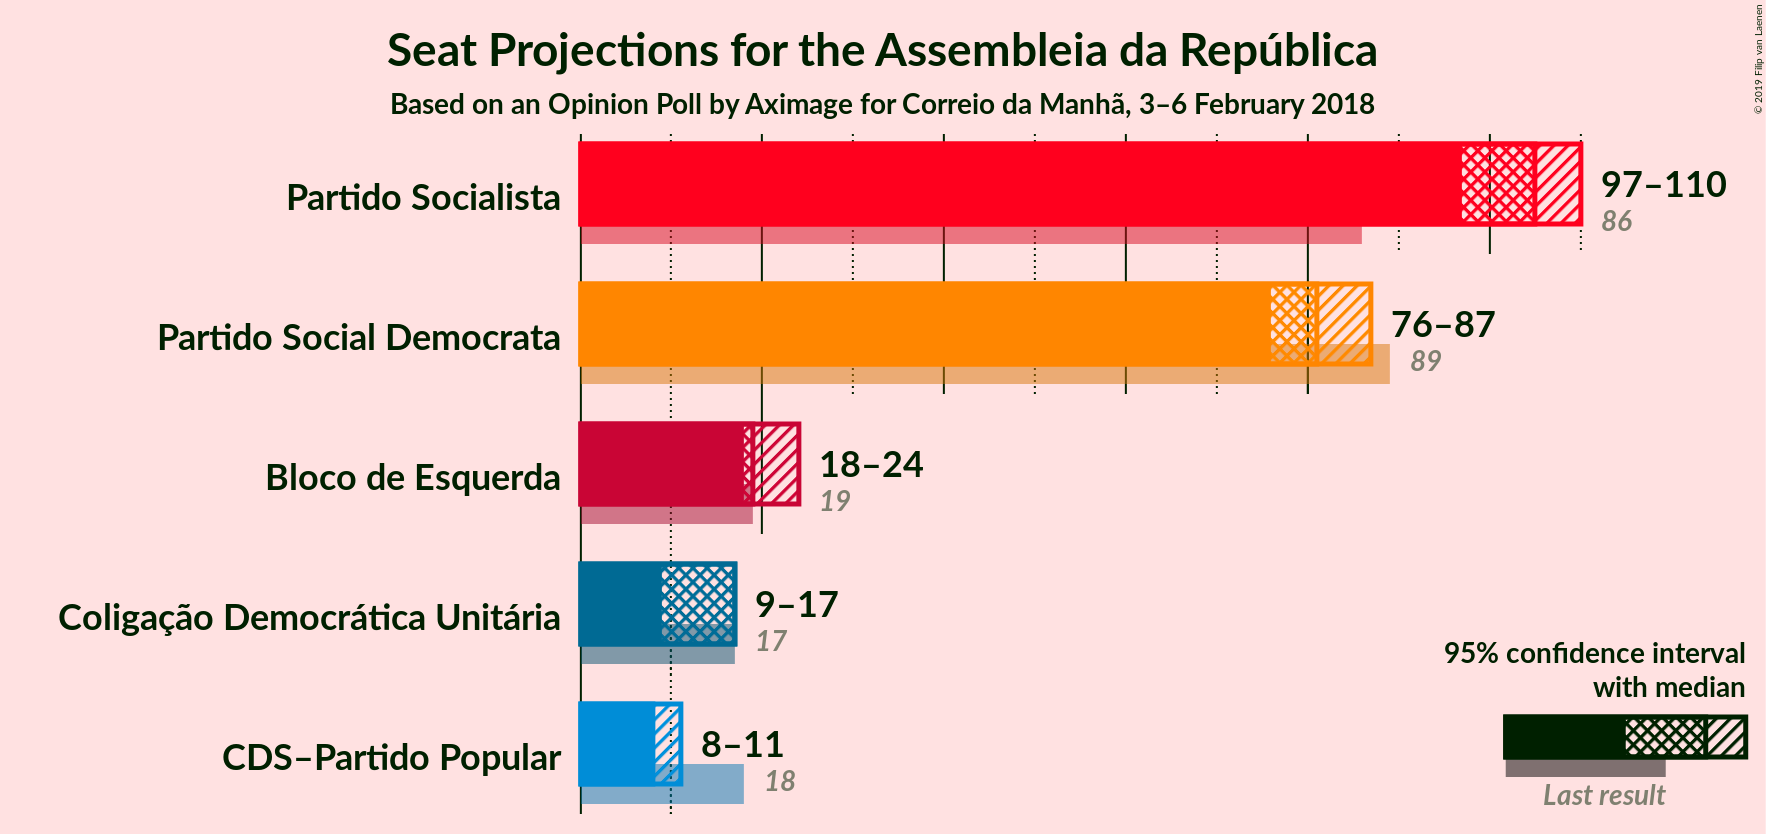 Seat Projections for the Assembleia da República
Based on an Opinion Poll by Aximage for Correio da Manhã, 3–6 February 2018
© 2019 Filip van Laenen
Partido Socialista
97–110
86
Partido Social Democrata
76–87
89
Bloco de Esquerda
18–24
19
Coligação Democrática Unitária
9–17
17
CDS–Partido Popular
8–11
18
95% confidence interval
with median
Last result